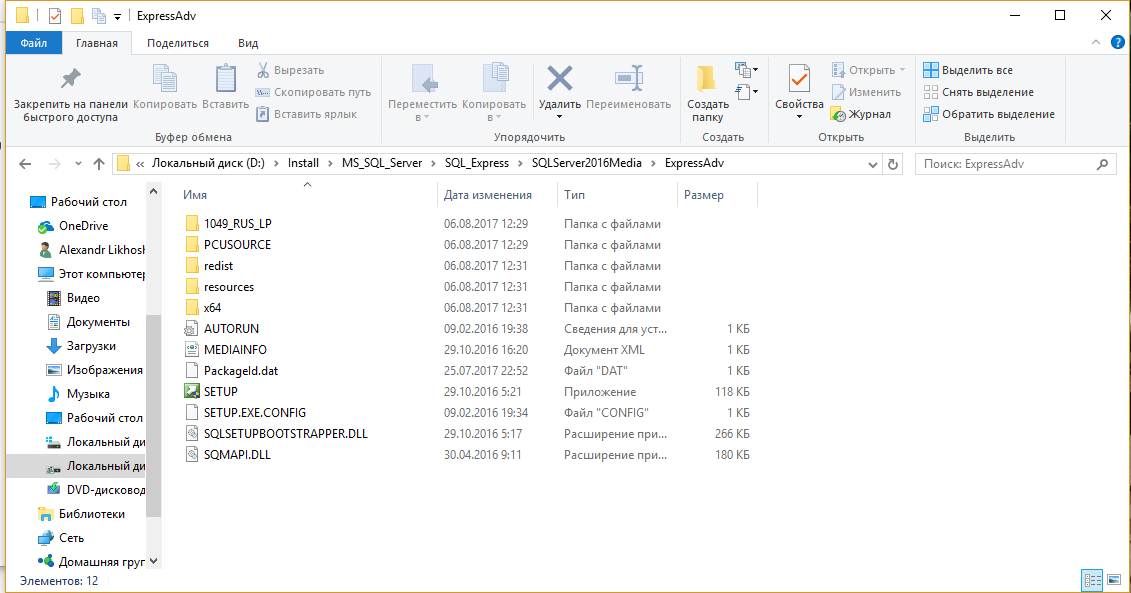 ExpressAdv
Файл Главная Поделиться Вид
Закрепить на панели быстрого доступа
Копировать
Вставить
Вырезать
Скопировать путь
Вставить ярлык
Буфер обмена
Переместить в
Копировать в
Удалить
Переименовать
Упорядочить
Создать папку
Создать
Свойства
Открыть
Изменить
Журнал
Открыть
Выделить все
Снять выделение
Обратить выделение
Выделить
« Локальный диск (D:) > Install > MS_SQL_Server > SQL_Express > SQLServer2016Media > ExpressAdv
Поиск: ExpressAdv
Рабочий стол
OneDrive
Alexandr Likhosh
Этот компьютер
Видео
Документы
Загрузки
Изображения
Музыка
Рабочий стол
Локальный ди
Локальный ди
DVD-дисковод
Библиотеки
Сеть
Домашняя груп
Имя Дата изменения Тип Размер
1049_RUS_LP 06.08.2017 12:29 Папка с файлами
PCUSOURCE 06.08.2017 12:29 Папка с файлами
redist 06.08.2017 12:31 Папка с файлами
resources 06.08.2017 12:31 Папка с файлами
x64 06.08.2017 12:31 Папка с файлами
AUTORUN 09.02.2016 19:38 Сведения для уст... 1 КБ
MEDIAINFO 29.10.2016 16:20 Документ XML 1 КБ
PackageId.dat 25.07.2017 22:52 Файл "DAT" 1 КБ
SETUP 29.10.2016 5:21 Приложение 118 КБ
SETUP.EXE.CONFIG 09.02.2016 19:34 Файл "CONFIG" 1 КБ
SQLSETUPBOOTSTRAPPER.DLL 29.10.2016 5:17 Расширение при... 266 КБ
SQMAPI.DLL 30.04.2016 9:11 Расширение при... 180 КБ
Элементов: 12